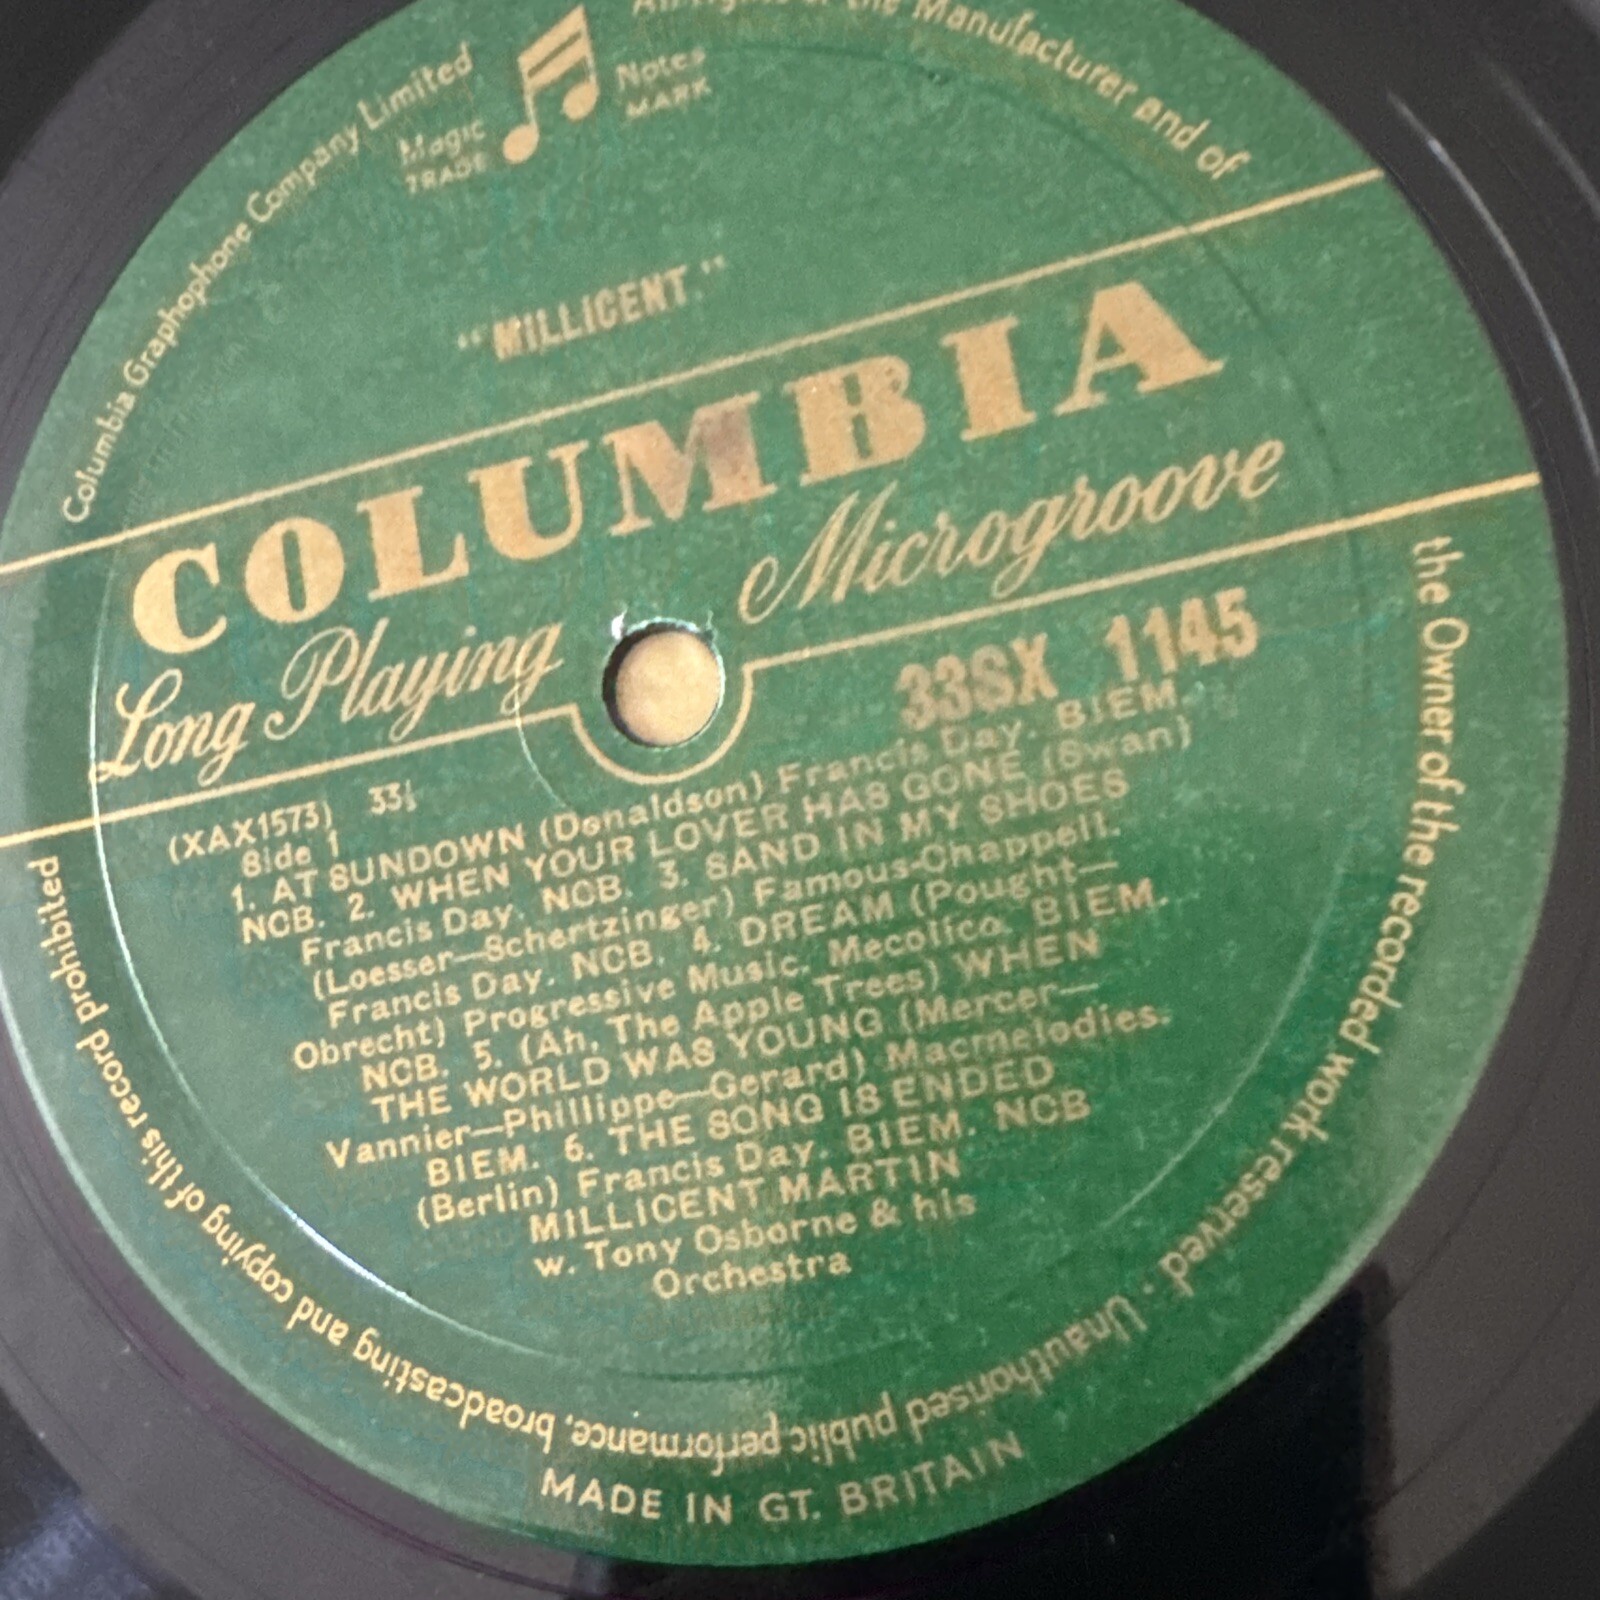 Columbia Graphophone Company Limited
the Manufacturer and of
the Owner of the recorded work reserved . Unauthorised public performance, broadcasting and copying of this record prohibited
Magic Notes
TRADE MARK
"MILLICENT."
COLUMBIA
Long Playing Microgroove
33SX 1145
(XAX1573) 33⅓
Side 1
1. AT SUNDOWN (Donaldson) Francis Day. BIEM.
NCB. 2. WHEN YOUR LOVER HAS GONE (Swan)
Francis Day. NCB. 3. SAND IN MY SHOES
(Loesser—Schertzinger) Famous-Chappell.
Francis Day. NCB. 4. DREAM (Pought—
Obrecht) Progressive Music. Mecolico. BIEM.
NCB. 5. (Ah, The Apple Trees) WHEN
THE WORLD WAS YOUNG (Mercer—
Vannier—Phillippe—Gerard) Macmelodies.
BIEM. 6. THE SONG IS ENDED
(Berlin) Francis Day. BIEM. NCB
MILLICENT MARTIN
w. Tony Osborne & his
Orchestra
MADE IN GT. BRITAIN